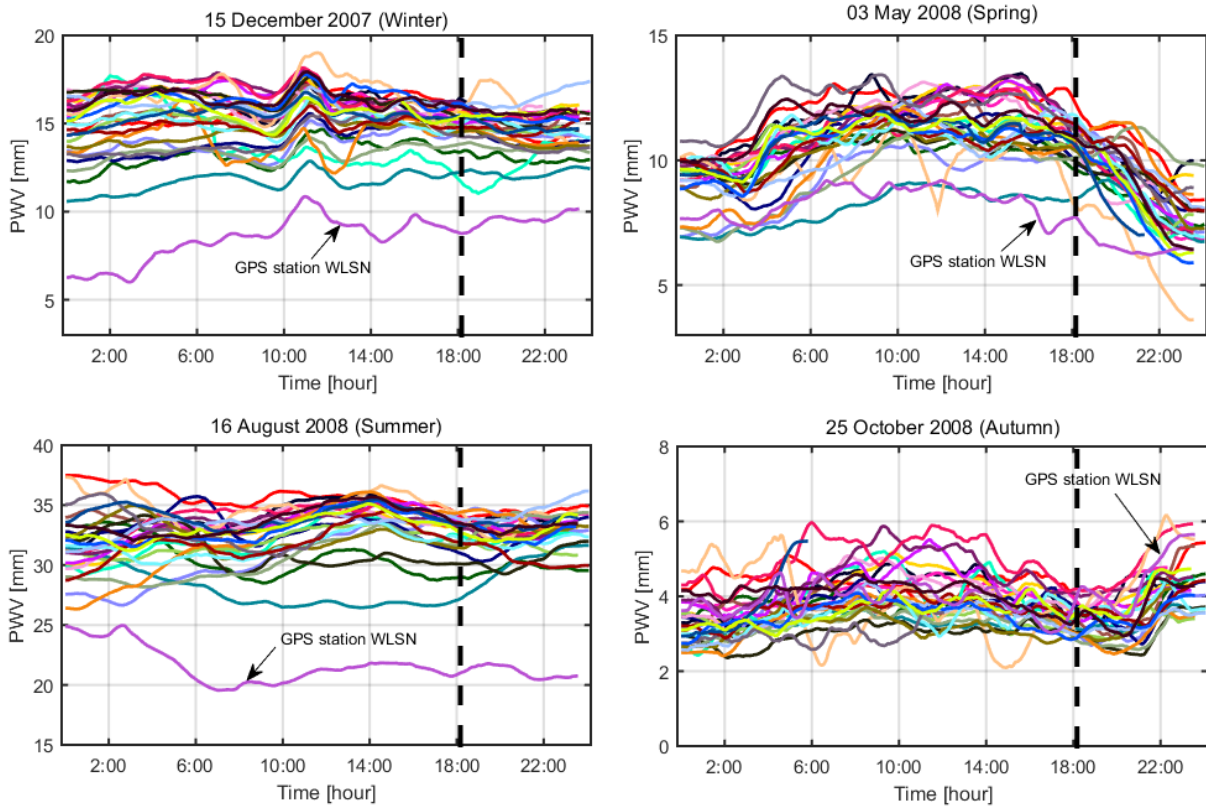 15 December 2007 (Winter)
20
15
10
5
PWV [mm]
GPS station WLSN
2:00 6:00 10:00 14:00 18:00 22:00
Time [hour]
03 May 2008 (Spring)
15
10
5
PWV [mm]
GPS station WLSN
2:00 6:00 10:00 14:00 18:00 22:00
Time [hour]
16 August 2008 (Summer)
40
35
30
25
20
15
PWV [mm]
GPS station WLSN
2:00 6:00 10:00 14:00 18:00 22:00
Time [hour]
25 October 2008 (Autumn)
8
6
4
2
0
PWV [mm]
GPS station WLSN
2:00 6:00 10:00 14:00 18:00 22:00
Time [hour]